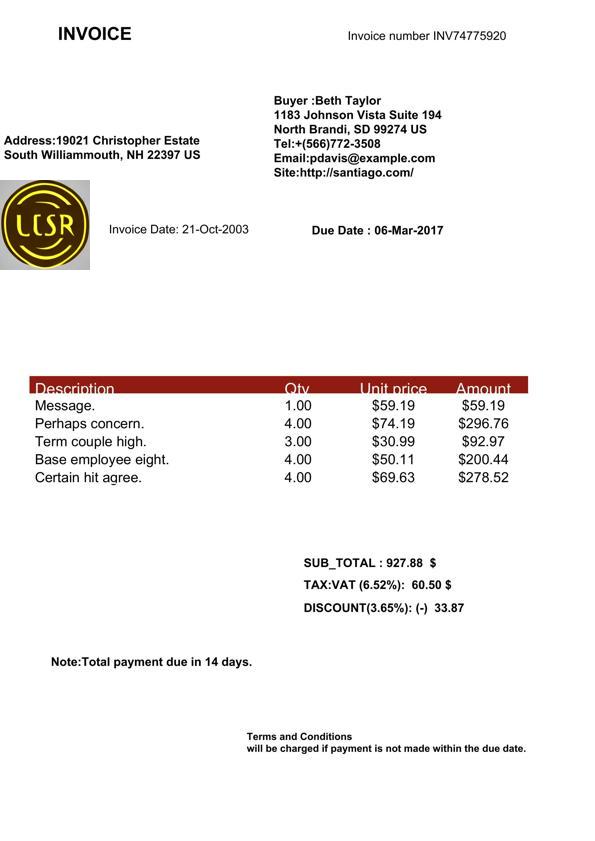 INVOICE
Invoice number INV74775920
Buyer :Beth Taylor
1183 Johnson Vista Suite 194
North Brandi, SD 99274 US
Tel:+(566)772-3508
Email:pdavis@example.com
Site:http://santiago.com/
Address:19021 Christopher Estate
South Williammouth, NH 22397 US
LCSR
Invoice Date: 21-Oct-2003
Due Date : 06-Mar-2017
Description Qty Unit price Amount
Message. 1.00 $59.19 $59.19
Perhaps concern. 4.00 $74.19 $296.76
Term couple high. 3.00 $30.99 $92.97
Base employee eight. 4.00 $50.11 $200.44
Certain hit agree. 4.00 $69.63 $278.52
SUB_TOTAL : 927.88 $
TAX:VAT (6.52%): 60.50 $
DISCOUNT(3.65%): (-) 33.87
Note:Total payment due in 14 days.
Terms and Conditions
will be charged if payment is not made within the due date.